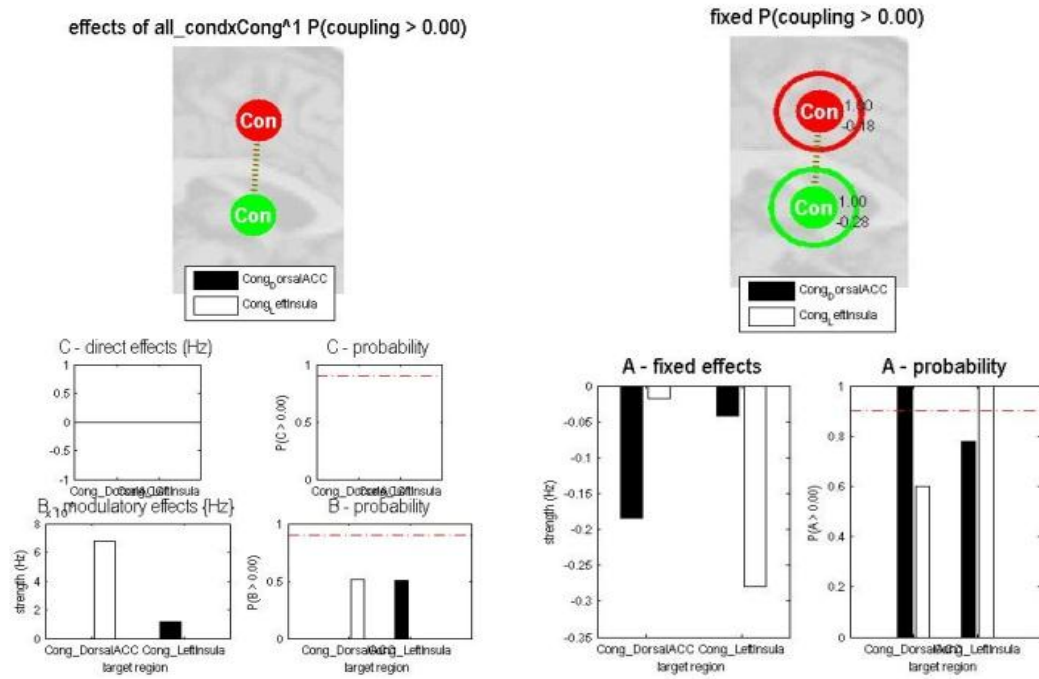 effects of all_condxCong^1 P(coupling > 0.00)
Con
Con
Cong_DorsalACC
Cong_LeftInsula
C - direct effects (Hz)
1
0.5
0
-0.5
-1
C - probability
P(C > 0.00)
1
0.5
0
B - modulatory effects (Hz)
strength (Hz)
8
6
4
2
0
Cong_DorsalACC Cong_LeftInsula
target region
B - probability
P(B > 0.00)
1
0.5
0
target region
fixed P(coupling > 0.00)
Con
1.00
-0.18
Con
1.00
-0.28
Cong_DorsalACC
Cong_LeftInsula
A - fixed effects
strength (Hz)
0
-0.05
-0.1
-0.15
-0.2
-0.25
-0.3
-0.35
Cong_DorsalACC Cong_LeftInsula
target region
A - probability
P(A > 0.00)
1
0.8
0.6
0.4
0.2
0
target region